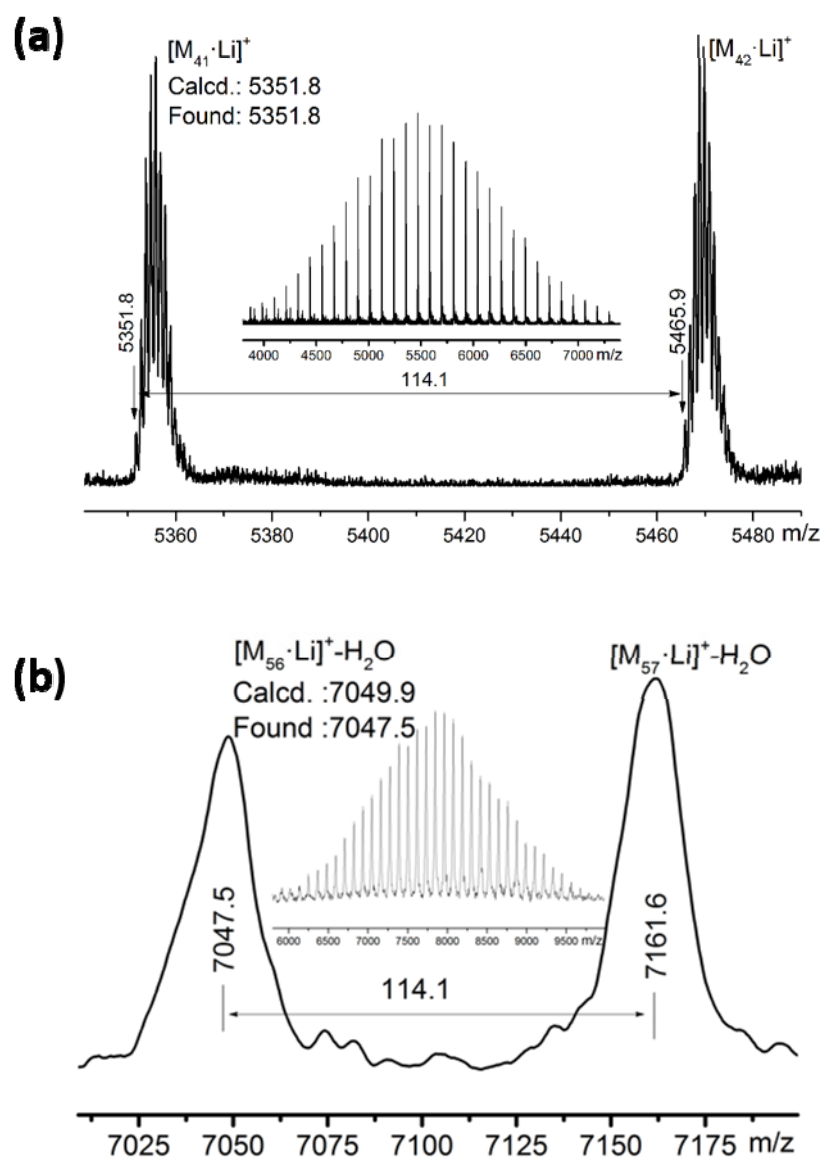 (a)
[M₄₁·Li]⁺
Calcd.: 5351.8
Found: 5351.8
[M₄₂·Li]⁺
5351.8
5465.9
4000 4500 5000 5500 6000 6500 7000 m/z
114.1
5360 5380 5400 5420 5440 5460 5480 m/z
(b)
[M₅₆·Li]⁺-H₂O
Calcd. :7049.9
Found :7047.5
[M₅₇·Li]⁺-H₂O
7047.5
7161.6
6000 6500 7000 7500 8000 8500 9000 9500 m/z
114.1
7025 7050 7075 7100 7125 7150 7175 m/z